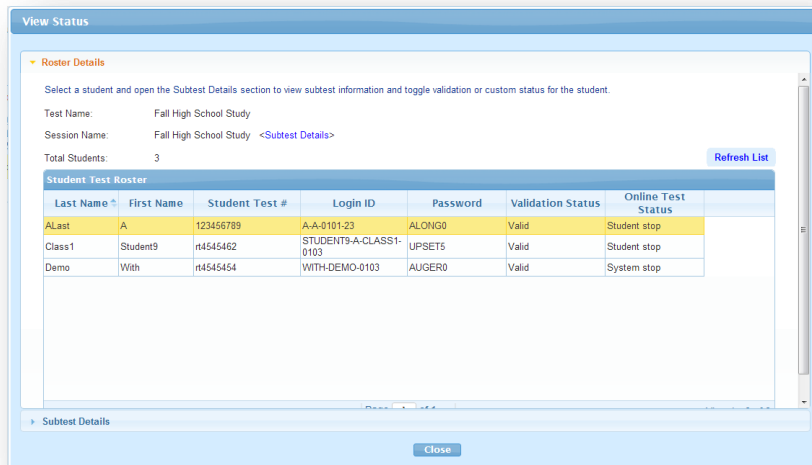 View Status
Roster Details
Select a student and open the Subtest Details section to view subtest information and toggle validation or custom status for the student.
Test Name: Fall High School Study
Session Name: Fall High School Study <Subtest Details>
Total Students: 3
Refresh List
Student Test Roster
Last Name First Name Student Test # Login ID Password Validation Status Online Test Status
ALast A 123456789 A-A-0101-23 ALONG0 Valid Student stop
Class1 Student9 rt4545462 STUDENT9-A-CLASS1-0103 UPSET5 Valid Student stop
Demo With rt4545454 WITH-DEMO-0103 AUGER0 Valid System stop
Subtest Details
Close